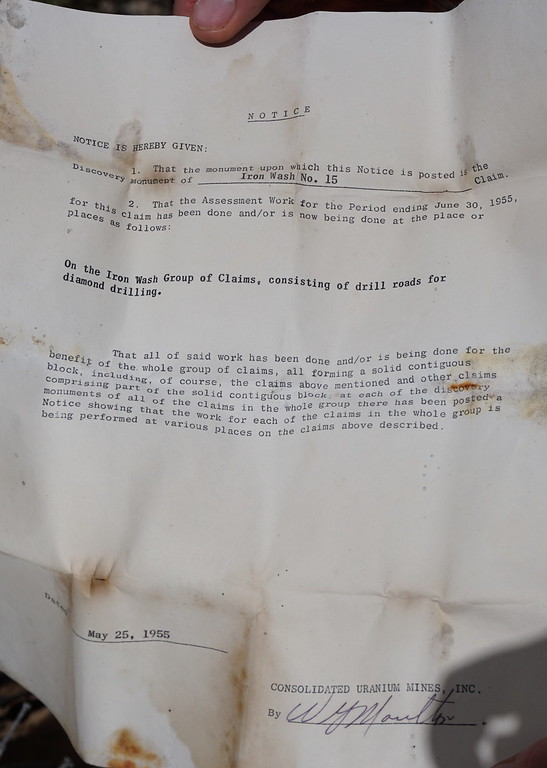 NOTICE
NOTICE IS HEREBY GIVEN:
1. That the monument upon which this Notice is posted is the
Discovery Monument of Iron Wash No. 15 Claim.
2. That the Assessment Work for the Period ending June 30, 1955,
for this claim has been done and/or is now being done at the place or
places as follows:
On the Iron Wash Group of Claims, consisting of drill roads for
diamond drilling.
That all of said work has been done and/or is being done for the
benefit of the whole group of claims, all forming a solid contiguous
block, including, of course, the claims above mentioned and other claims
comprising part of the solid contiguous block, at each of the discovery
monuments of all of the claims in the whole group there has been posted a
Notice showing that the work for each of the claims in the whole group is
being performed at various places on the claims above described.
Dated May 25, 1955
CONSOLIDATED URANIUM MINES, INC.
By W J Moulton.